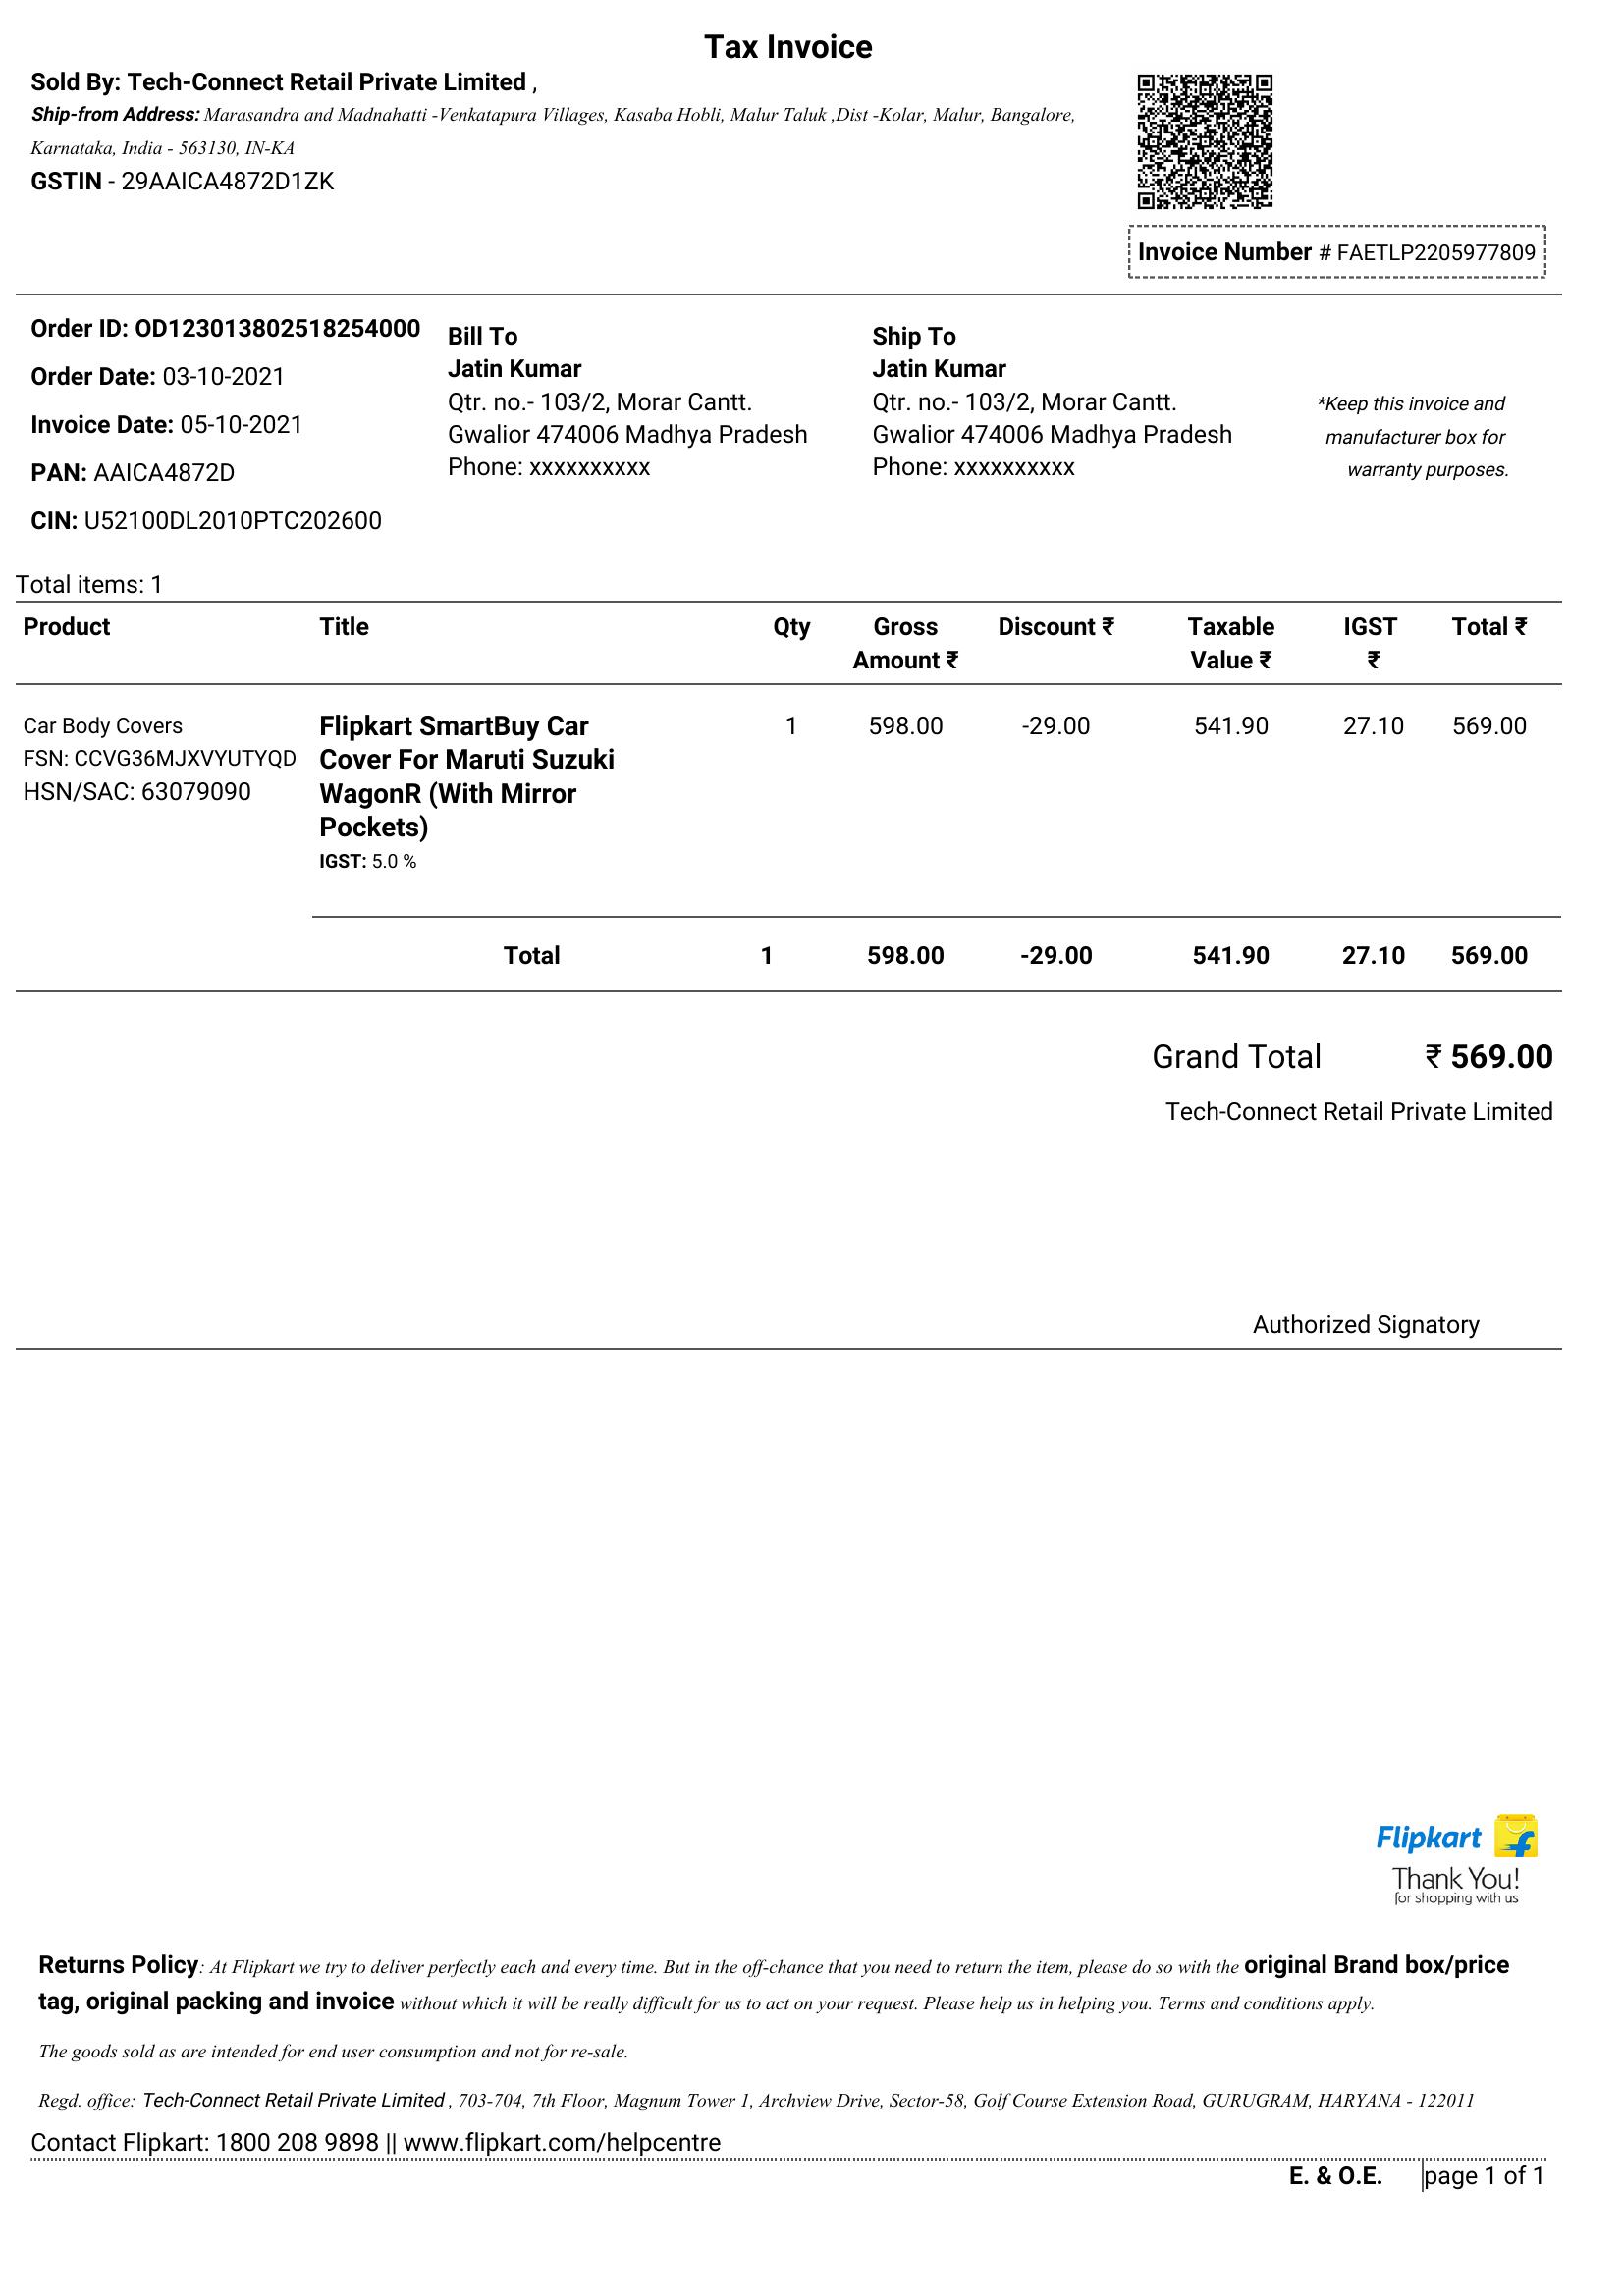 Tax Invoice
Sold By: Tech-Connect Retail Private Limited ,
Ship-from Address: Marasandra and Madnahatti -Venkatapura Villages, Kasaba Hobli, Malur Taluk ,Dist -Kolar, Malur, Bangalore,
Karnataka, India - 563130, IN-KA
GSTIN - 29AAICA4872D1ZK
Invoice Number # FAETLP2205977809
Order ID: OD123013802518254000
Order Date: 03-10-2021
Invoice Date: 05-10-2021
PAN: AAICA4872D
CIN: U52100DL2010PTC202600
Bill To
Jatin Kumar
Qtr. no.- 103/2, Morar Cantt.
Gwalior 474006 Madhya Pradesh
Phone: xxxxxxxxxx
Ship To
Jatin Kumar
Qtr. no.- 103/2, Morar Cantt.
Gwalior 474006 Madhya Pradesh
Phone: xxxxxxxxxx
*Keep this invoice and
manufacturer box for
warranty purposes.
Total items: 1
Product Title Qty Gross Amount ₹ Discount ₹ Taxable Value ₹ IGST ₹ Total ₹
Car Body Covers
FSN: CCVG36MJXVYUTYQD
HSN/SAC: 63079090
Flipkart SmartBuy Car
Cover For Maruti Suzuki
WagonR (With Mirror
Pockets)
IGST: 5.0 %
1 598.00 -29.00 541.90 27.10 569.00
Total 1 598.00 -29.00 541.90 27.10 569.00
Grand Total ₹ 569.00
Tech-Connect Retail Private Limited
Authorized Signatory
Flipkart
Thank You!
for shopping with us
Returns Policy: At Flipkart we try to deliver perfectly each and every time. But in the off-chance that you need to return the item, please do so with the original Brand box/price
tag, original packing and invoice without which it will be really difficult for us to act on your request. Please help us in helping you. Terms and conditions apply.
The goods sold as are intended for end user consumption and not for re-sale.
Regd. office: Tech-Connect Retail Private Limited , 703-704, 7th Floor, Magnum Tower 1, Archview Drive, Sector-58, Golf Course Extension Road, GURUGRAM, HARYANA - 122011
Contact Flipkart: 1800 208 9898 || www.flipkart.com/helpcentre
E. & O.E. page 1 of 1